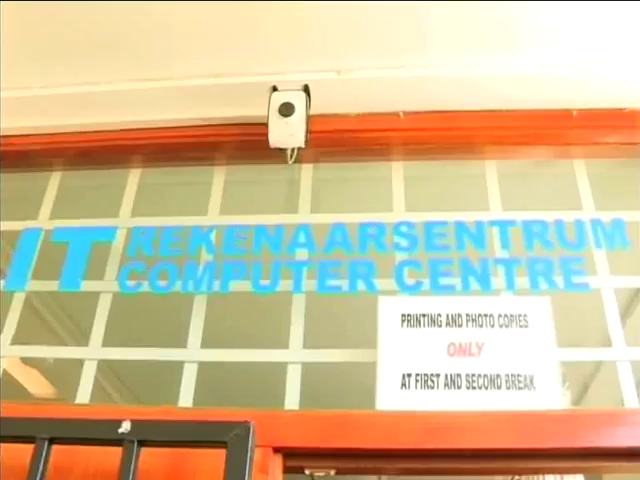 IT REKENAARSENTRUM
COMPUTER CENTRE
PRINTING AND PHOTO COPIES
ONLY
AT FIRST AND SECOND BREAK